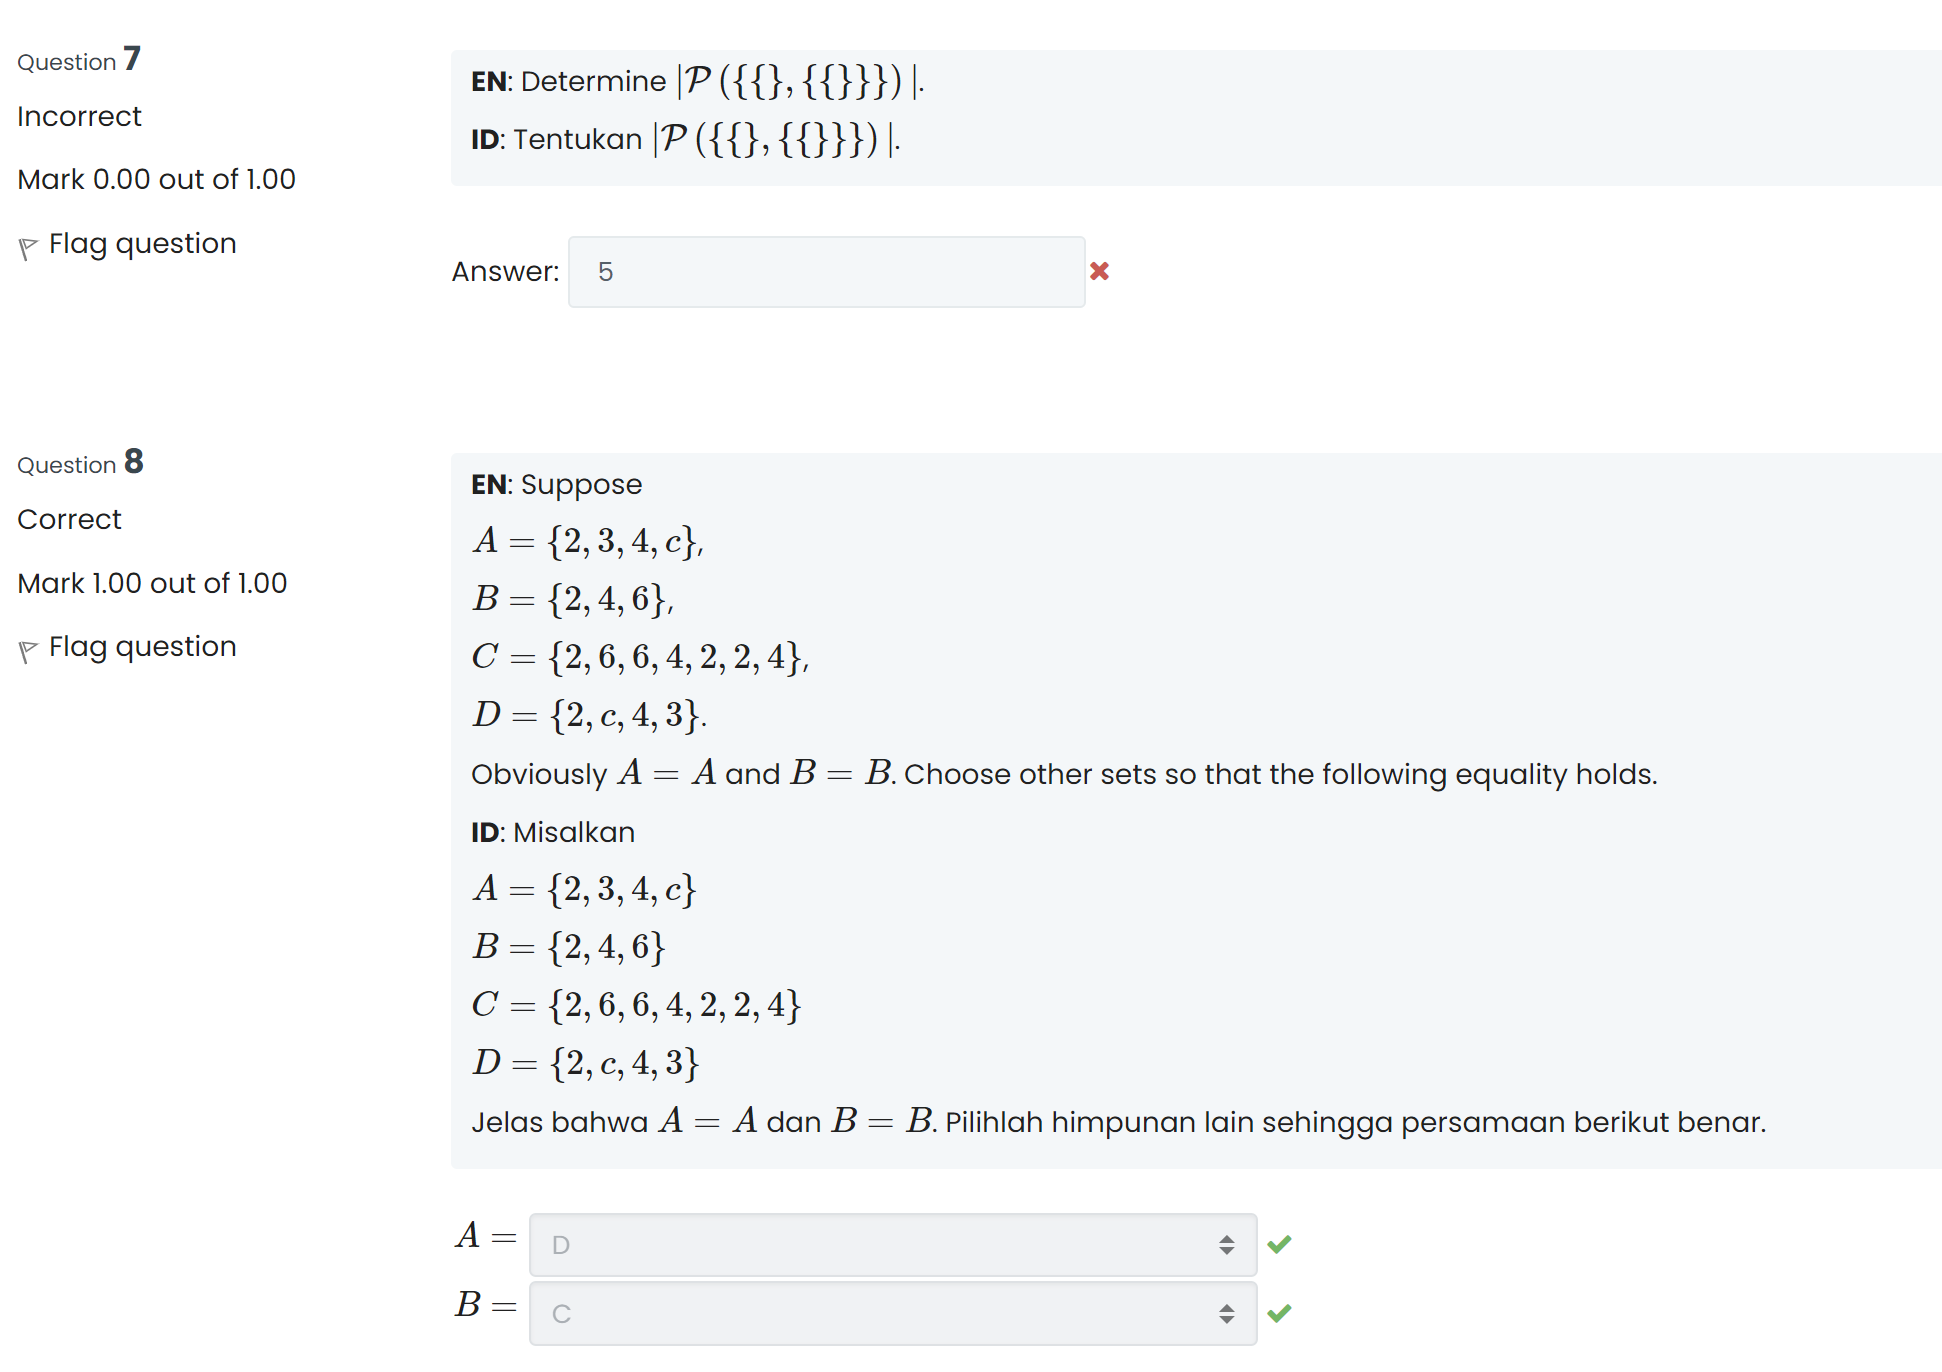 Question 7
Incorrect
Mark 0.00 out of 1.00
Flag question
EN: Determine |𝒫({{}, {{}}})|.
ID: Tentukan |𝒫({{}, {{}}})|.
Answer: 5
Question 8
Correct
Mark 1.00 out of 1.00
Flag question
EN: Suppose
A = {2, 3, 4, c},
B = {2, 4, 6},
C = {2, 6, 6, 4, 2, 2, 4},
D = {2, c, 4, 3}.
Obviously A = A and B = B. Choose other sets so that the following equality holds.
ID: Misalkan
A = {2, 3, 4, c}
B = {2, 4, 6}
C = {2, 6, 6, 4, 2, 2, 4}
D = {2, c, 4, 3}
Jelas bahwa A = A dan B = B. Pilihlah himpunan lain sehingga persamaan berikut benar.
A = D
B = C